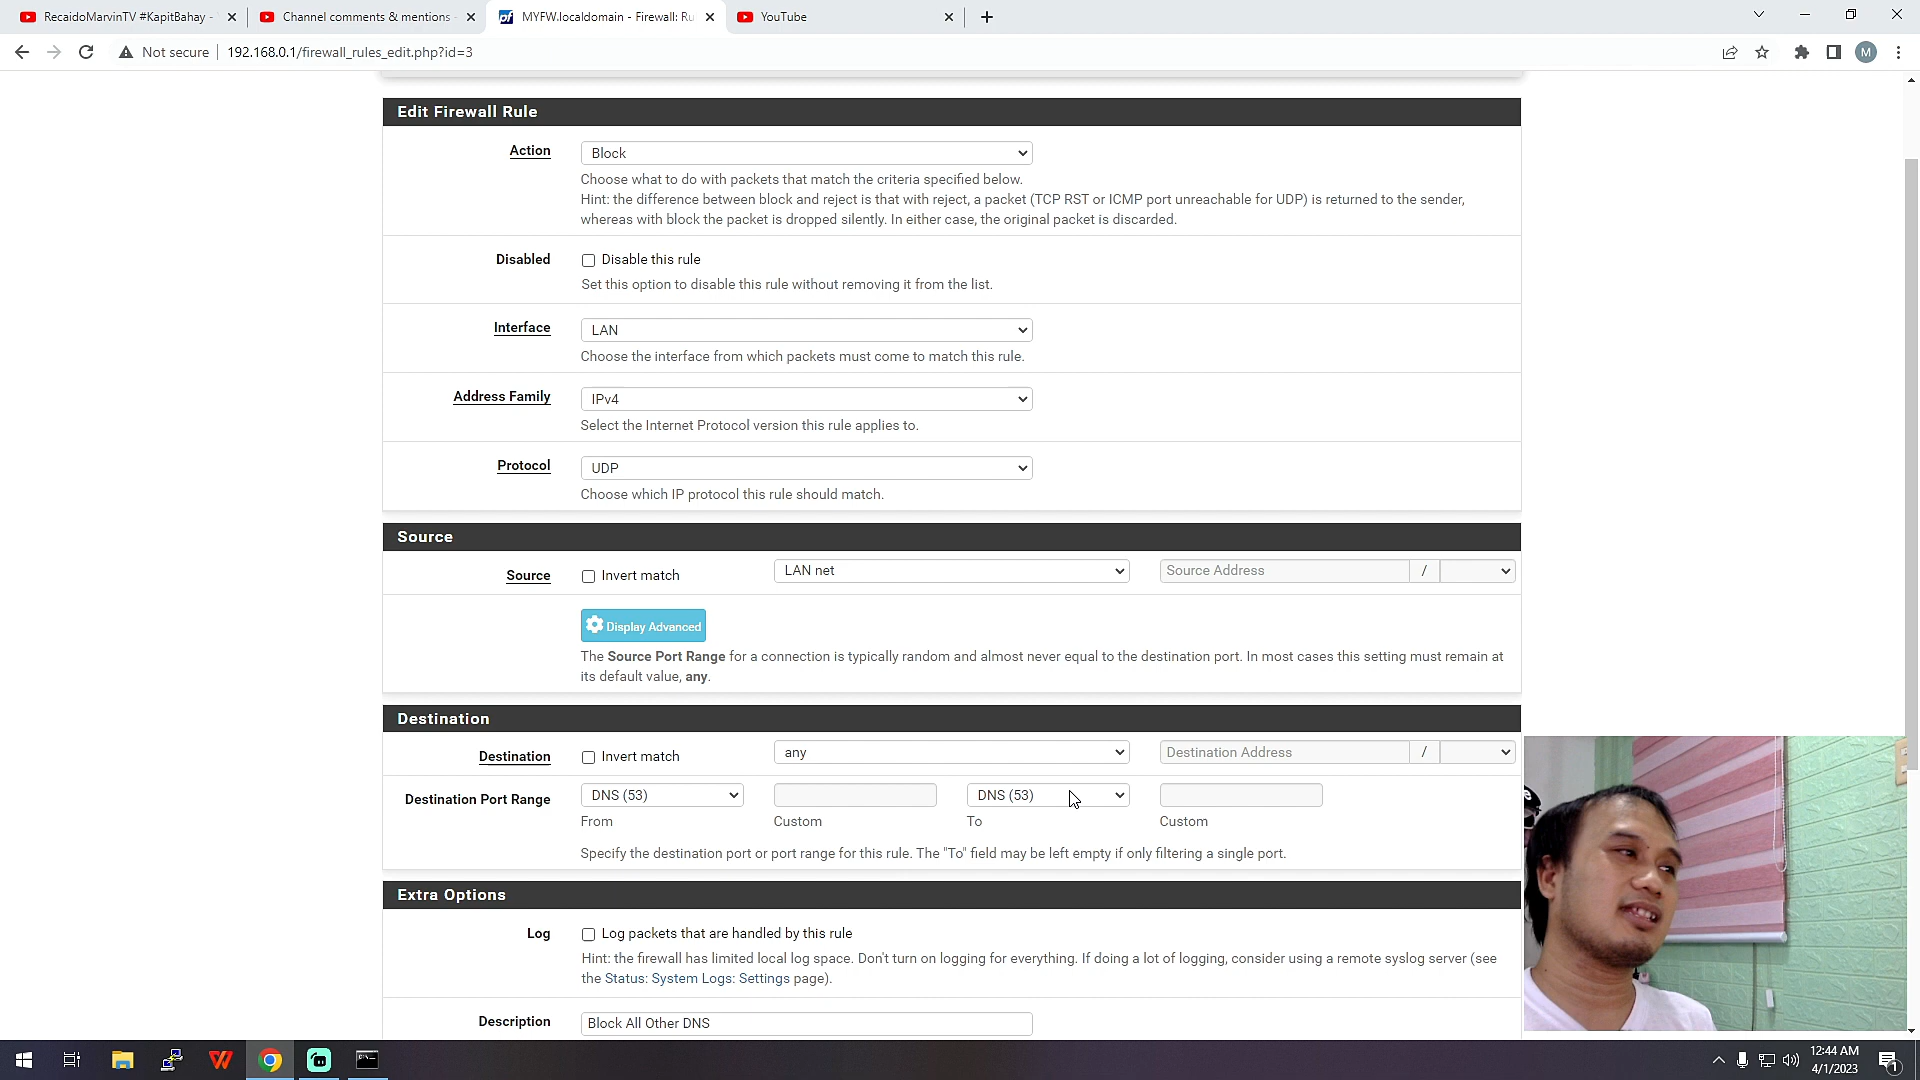 RecaidoMarvinTV #KapitBahay -
Channel comments & mentions -
MYFW.localdomain - Firewall: Ru
YouTube
Not secure
192.168.0.1/firewall_rules_edit.php?id=3
M
Edit Firewall Rule
Action
Block
Choose what to do with packets that match the criteria specified below.
Hint: the difference between block and reject is that with reject, a packet (TCP RST or ICMP port unreachable for UDP) is returned to the sender,
whereas with block the packet is dropped silently. In either case, the original packet is discarded.
Disabled
Disable this rule
Set this option to disable this rule without removing it from the list.
Interface
LAN
Choose the interface from which packets must come to match this rule.
Address Family
IPv4
Select the Internet Protocol version this rule applies to.
Protocol
UDP
Choose which IP protocol this rule should match.
Source
Source
Invert match
LAN net
Source Address
/
Display Advanced
The Source Port Range for a connection is typically random and almost never equal to the destination port. In most cases this setting must remain at
its default value, any.
Destination
Destination
Invert match
any
Destination Address
/
Destination Port Range
DNS (53)
DNS (53)
From
Custom
To
Custom
Specify the destination port or port range for this rule. The "To" field may be left empty if only filtering a single port.
Extra Options
Log
Log packets that are handled by this rule
Hint: the firewall has limited local log space. Don't turn on logging for everything. If doing a lot of logging, consider using a remote syslog server (see
the Status: System Logs: Settings page).
Description
Block All Other DNS
12:44 AM
4/1/2023
1